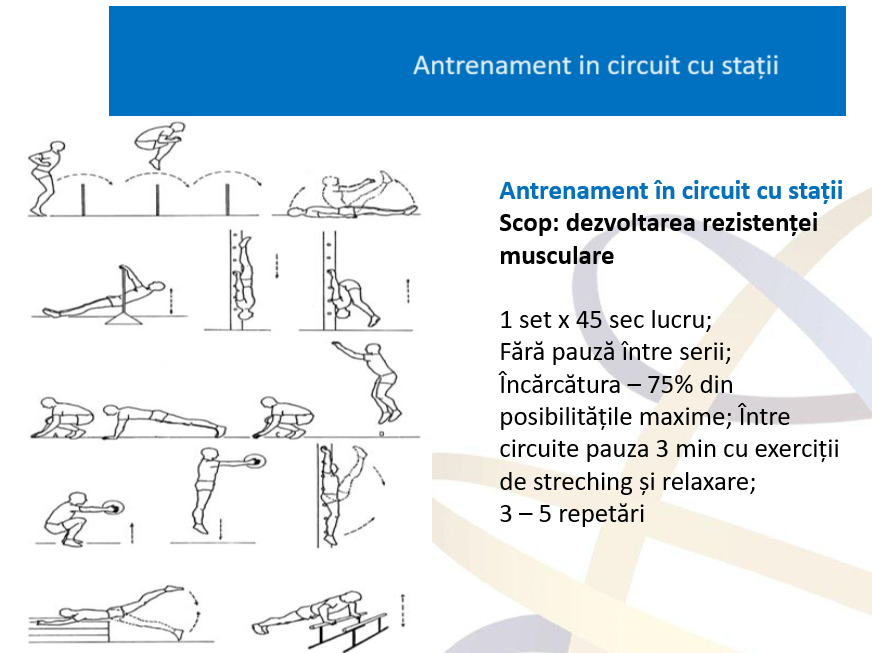 Antrenament in circuit cu stații
Antrenament în circuit cu stații
Scop: dezvoltarea rezistenței
musculare
1 set x 45 sec lucru;
Fără pauză între serii;
Încărcătura – 75% din
posibilitățile maxime; Între
circuite pauza 3 min cu exerciții
de streching și relaxare;
3 – 5 repetări